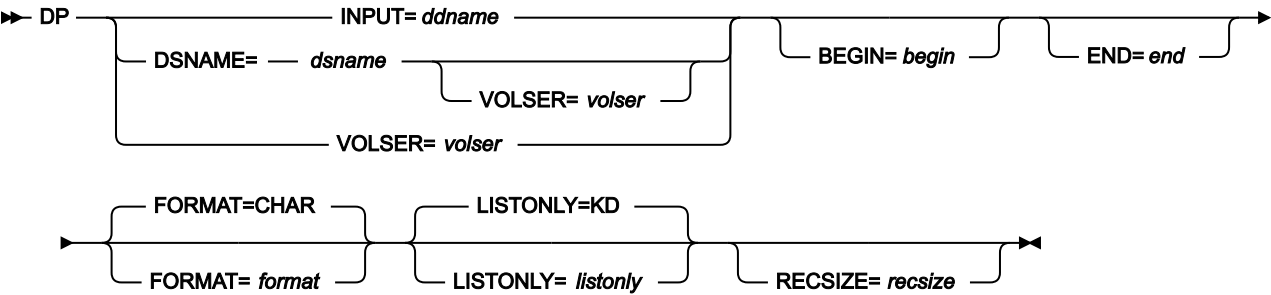 DP INPUT= ddname
DSNAME= dsname BEGIN= begin END= end
VOLSER= volser
VOLSER= volser
FORMAT=CHAR LISTONLY=KD
FORMAT= format LISTONLY= listonly RECSIZE= recsize